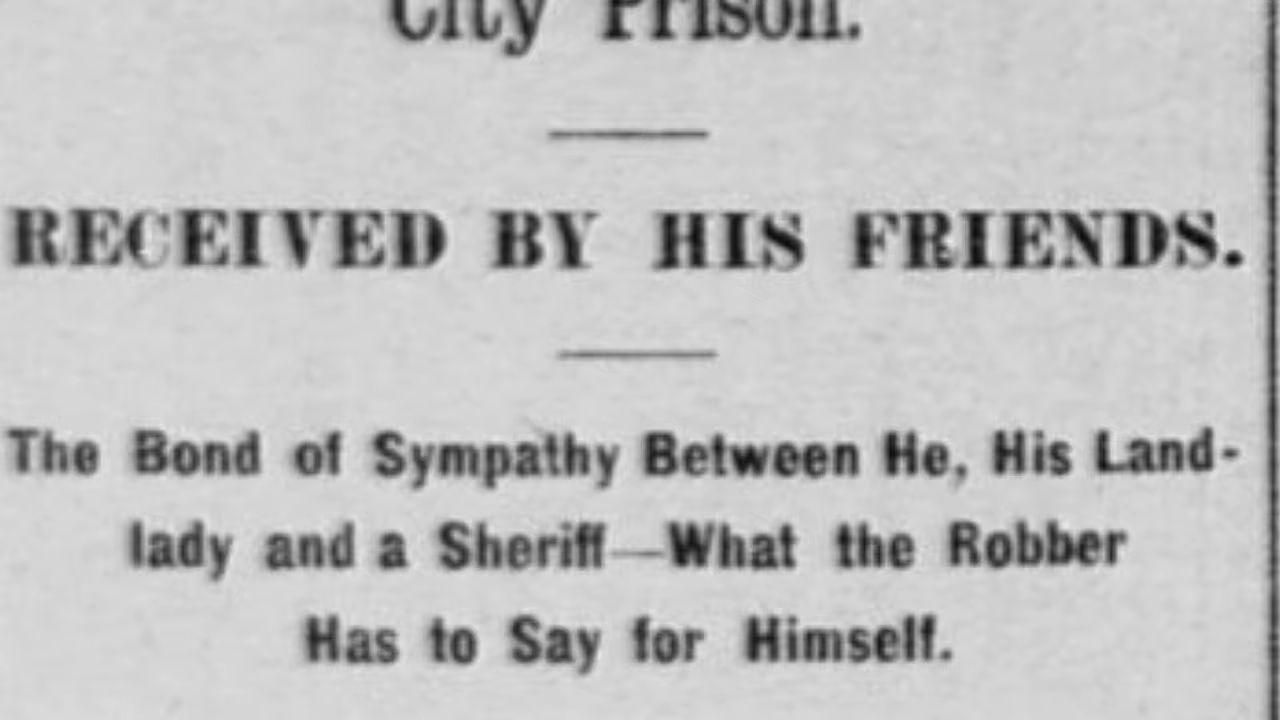 City Prison.
RECEIVED BY HIS FRIENDS.
The Bond of Sympathy Between He, His Land-
lady and a Sheriff—What the Robber
Has to Say for Himself.